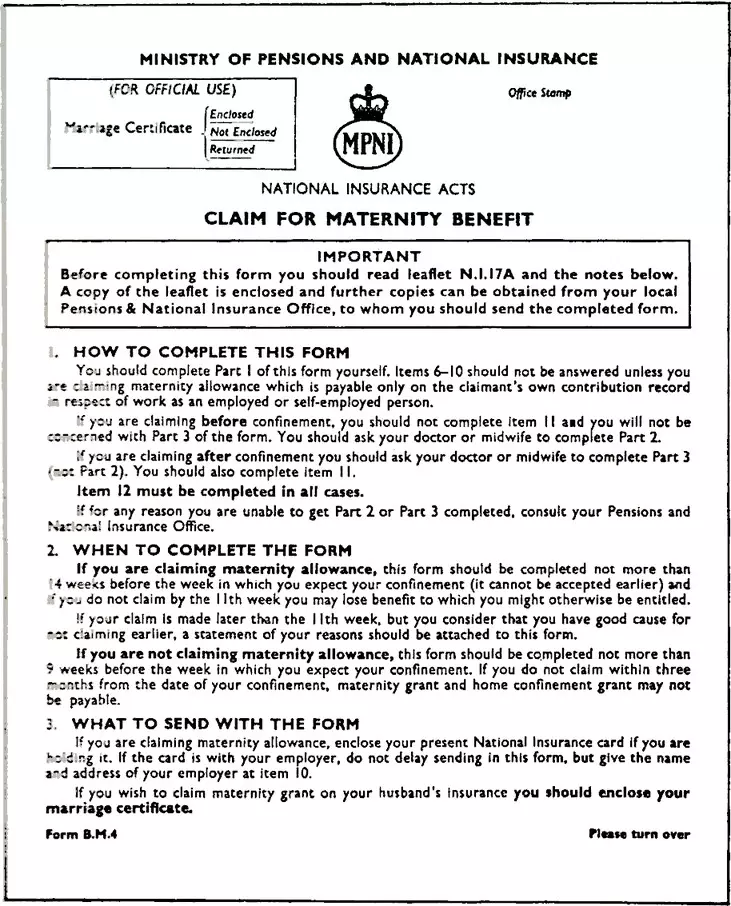 MINISTRY OF PENSIONS AND NATIONAL INSURANCE
(FOR OFFICIAL USE)
Office Stamp
Marriage Certificate
Enclosed
Not Enclosed
Returned
MPNI
NATIONAL INSURANCE ACTS
CLAIM FOR MATERNITY BENEFIT
IMPORTANT
Before completing this form you should read leaflet N.I.17A and the notes below.
A copy of the leaflet is enclosed and further copies can be obtained from your local
Pensions & National Insurance Office, to whom you should send the completed form.
1. HOW TO COMPLETE THIS FORM
You should complete Part I of this form yourself. Items 6–10 should not be answered unless you
are claiming maternity allowance which is payable only on the claimant's own contribution record
in respect of work as an employed or self-employed person.
If you are claiming before confinement, you should not complete item 11 and you will not be
concerned with Part 3 of the form. You should ask your doctor or midwife to complete Part 2.
If you are claiming after confinement you should ask your doctor or midwife to complete Part 3
(not Part 2). You should also complete item 11.
Item 12 must be completed in all cases.
If for any reason you are unable to get Part 2 or Part 3 completed, consult your Pensions and
National Insurance Office.
2. WHEN TO COMPLETE THE FORM
If you are claiming maternity allowance, this form should be completed not more than
14 weeks before the week in which you expect your confinement (it cannot be accepted earlier) and
if you do not claim by the 11th week you may lose benefit to which you might otherwise be entitled.
If your claim is made later than the 11th week, but you consider that you have good cause for
not claiming earlier, a statement of your reasons should be attached to this form.
If you are not claiming maternity allowance, this form should be completed not more than
9 weeks before the week in which you expect your confinement. If you do not claim within three
months from the date of your confinement, maternity grant and home confinement grant may not
be payable.
3. WHAT TO SEND WITH THE FORM
If you are claiming maternity allowance, enclose your present National Insurance card if you are
holding it. If the card is with your employer, do not delay sending in this form, but give the name
and address of your employer at item 10.
If you wish to claim maternity grant on your husband's insurance you should enclose your
marriage certificate.
Form B.M.4
Please turn over